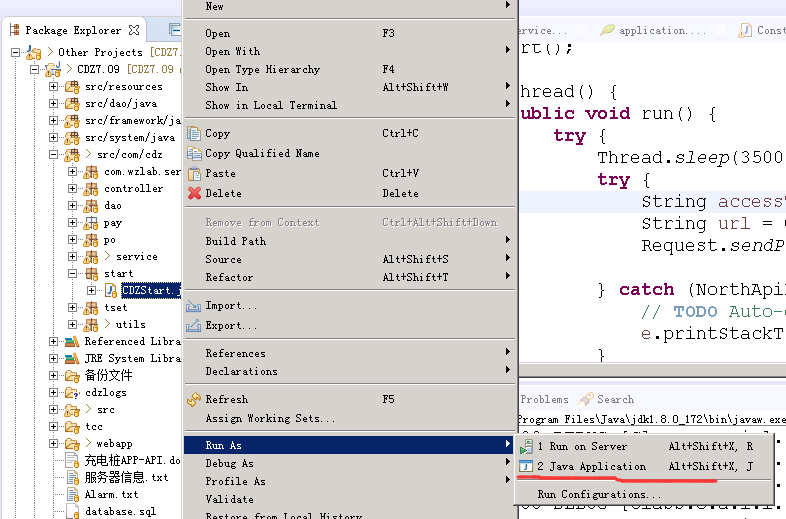 Package Explorer
Other Projects [CDZ7.
CDZ7.09 [CDZ7.09
src/resources
src/dao/java
src/framework/ja
src/system/java
src/com/cdz
com.wzlab.ser
controller
dao
pay
po
service
start
CDZStart.j
tset
utils
Referenced Libra
JRE System Libra
备份文件
cdzlogs
src
tcc
webapp
充电桩APP-API.do
服务器信息.txt
Alarm.txt
database.sql
New
Open F3
Open With
Open Type Hierarchy F4
Show In Alt+Shift+W
Show in Local Terminal
Copy Ctrl+C
Copy Qualified Name
Paste Ctrl+V
Delete Delete
Remove from Context Ctrl+Alt+Shift+Down
Build Path
Source Alt+Shift+S
Refactor Alt+Shift+T
Import...
Export...
References
Declarations
Refresh F5
Assign Working Sets...
Run As
Debug As
Profile As
Validate
Restore from Local History
1 Run on Server Alt+Shift+X, R
2 Java Application Alt+Shift+X, J
Run Configurations...
ervice... application.... Const
rt();
hread() {
ublic void run() {
try {
Thread.sleep(3500
try {
String access
String url =
Request.sendP
} catch (NorthApi
// TODO Auto-
e.printStackT
}
Problems Search
Program Files\Java\jdk1.8.0_172\bin\javaw.exe